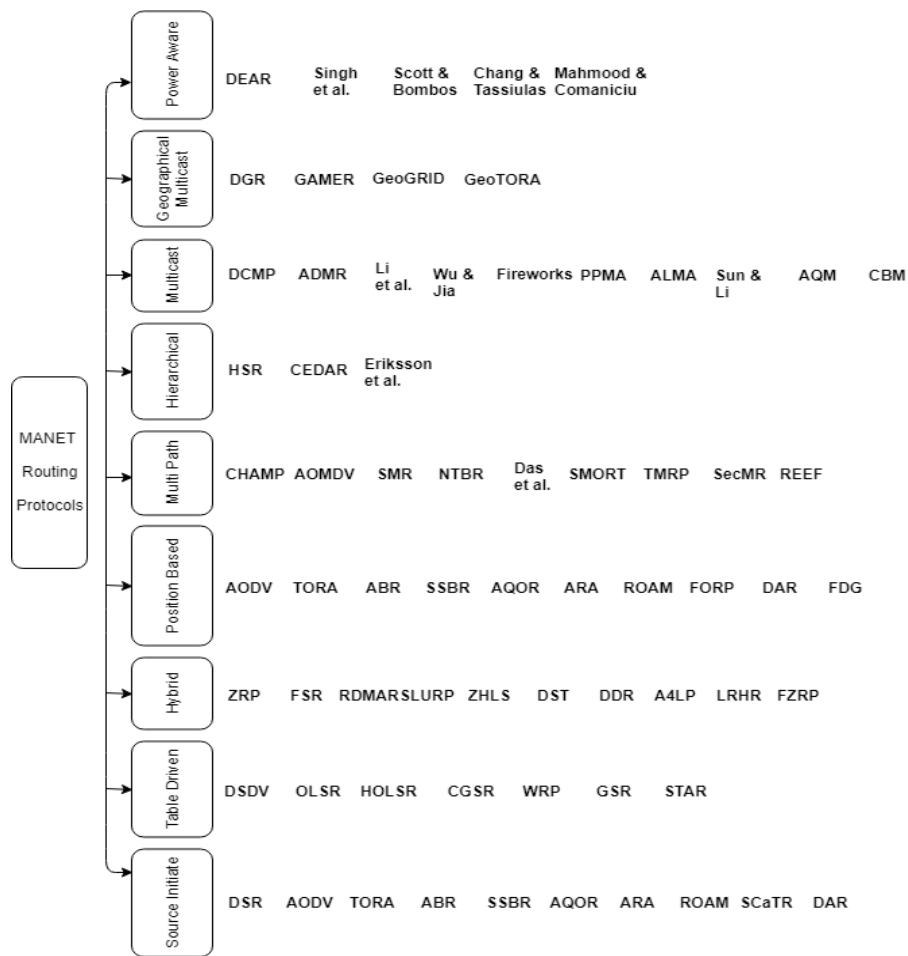 Power Aware
DEAR Singh et al. Scott & Bombos Chang & Tassiulas Mahmood & Comaniciu
Geographical Multicast
DGR GAMER GeoGRID GeoTORA
Multicast
DCMP ADMR Li et al. Wu & Jia Fireworks PPMA ALMA Sun & Li AQM CBM
Hierarchical
HSR CEDAR Eriksson et al.
MANET
Routing
Protocols
Multi Path
CHAMP AOMDV SMR NTBR Das et al. SMORT TMRP SecMR REEF
Position Based
AODV TORA ABR SSBR AQOR ARA ROAM FORP DAR FDG
Hybrid
ZRP FSR RDMARSLURP ZHLS DST DDR A4LP LRHR FZRP
Table Driven
DSDV OLSR HOLSR CGSR WRP GSR STAR
Source Initiate
DSR AODV TORA ABR SSBR AQOR ARA ROAM SCaTR DAR